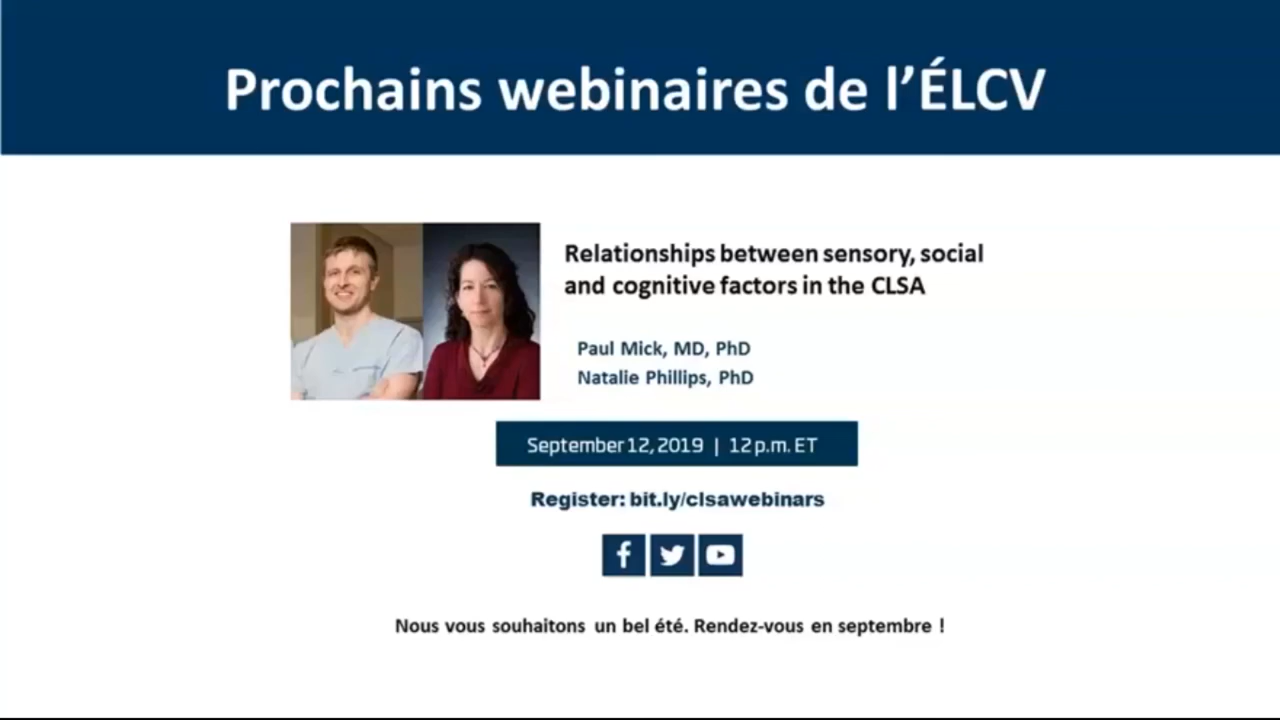 Prochains webinaires de l’ÉLCV
Relationships between sensory, social
and cognitive factors in the CLSA
Paul Mick, MD, PhD
Natalie Phillips, PhD
September 12, 2019 | 12 p.m. ET
Register: bit.ly/clsawebinars
Nous vous souhaitons un bel été. Rendez-vous en septembre !